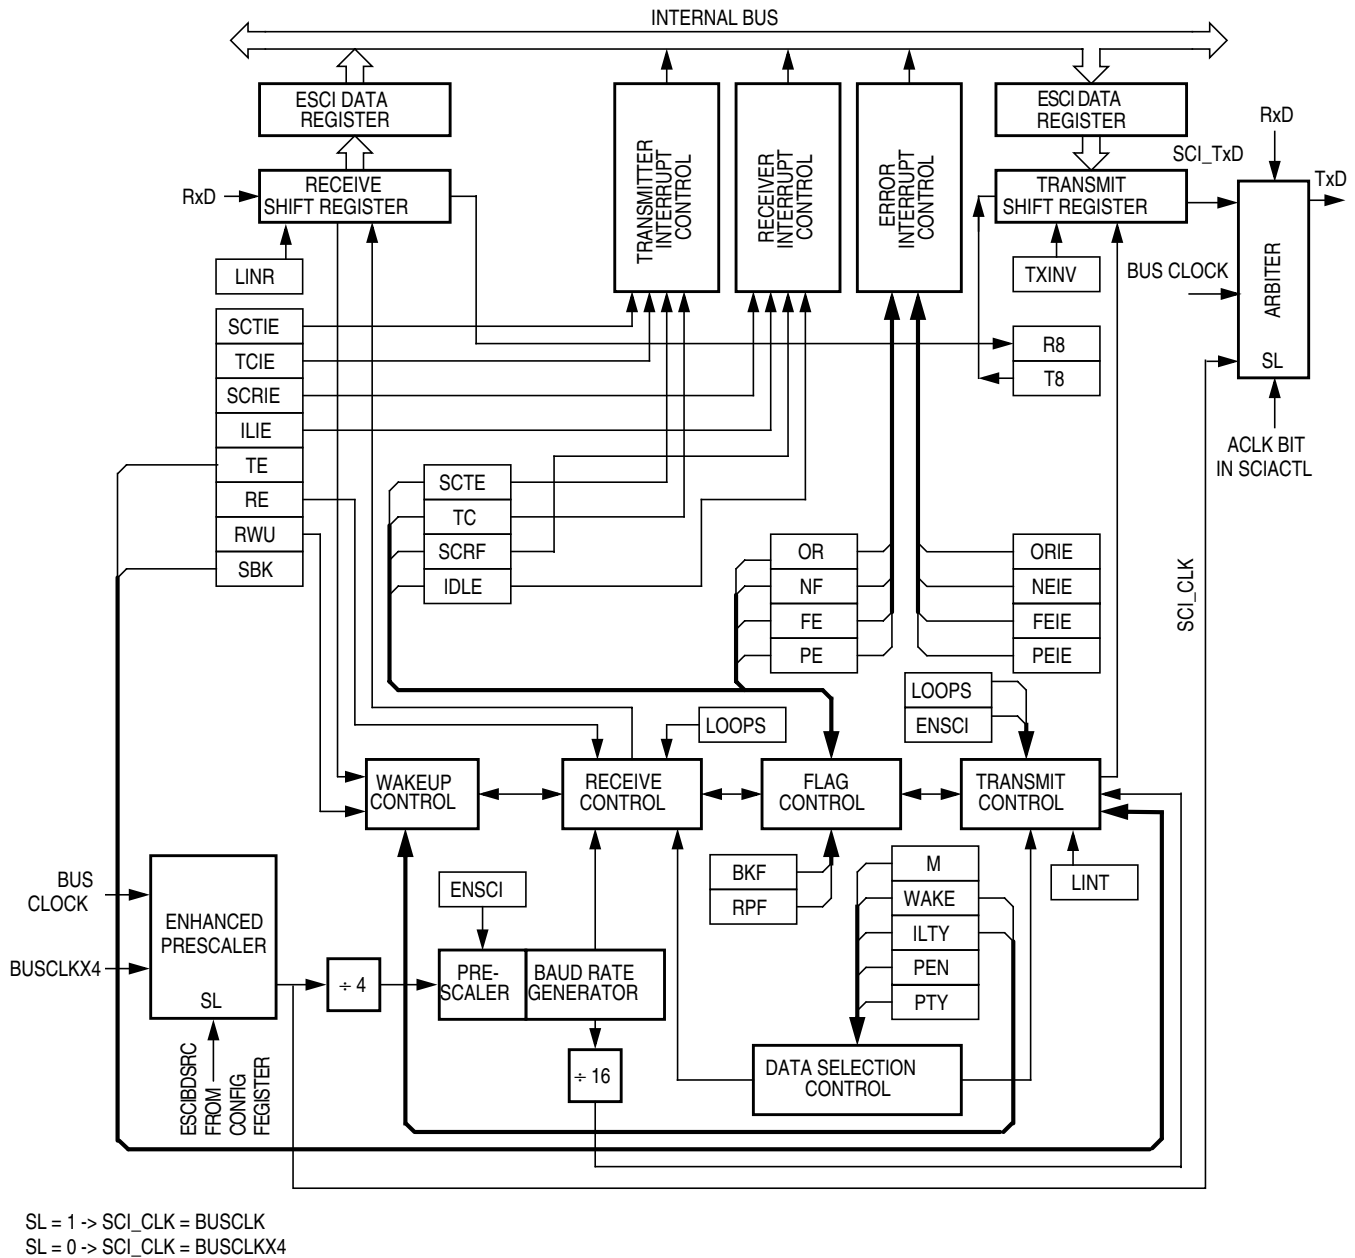 INTERNAL BUS
ESCI DATA
REGISTER
ESCI DATA
REGISTER
RxD
RECEIVE
SHIFT REGISTER
TRANSMITTER
INTERRUPT
CONTROL
RECEIVER
INTERRUPT
CONTROL
ERROR
INTERRUPT
CONTROL
TRANSMIT
SHIFT REGISTER
SCI_TxD
RxD
TxD
LINR
TXINV
BUS CLOCK
ARBITER
SL
SCTIE
TCIE
SCRIE
ILIE
TE
RE
RWU
SBK
R8
T8
ACLK BIT
IN SCIACTL
SCTE
TC
SCRF
IDLE
OR
NF
FE
PE
ORIE
NEIE
FEIE
PEIE
SCI_CLK
LOOPS
LOOPS
ENSCI
WAKEUP
CONTROL
RECEIVE
CONTROL
FLAG
CONTROL
TRANSMIT
CONTROL
BKF
RPF
M
WAKE
ILTY
PEN
PTY
LINT
BUS
CLOCK
BUSCLKX4
ENHANCED
PRESCALER
SL
ENSCI
÷ 4
PRE-
SCALER
BAUD RATE
GENERATOR
÷ 16
DATA SELECTION
CONTROL
ESCIBDSRC
FROM
CONFIG
FEGISTER
SL = 1 -> SCI_CLK = BUSCLK
SL = 0 -> SCI_CLK = BUSCLKX4